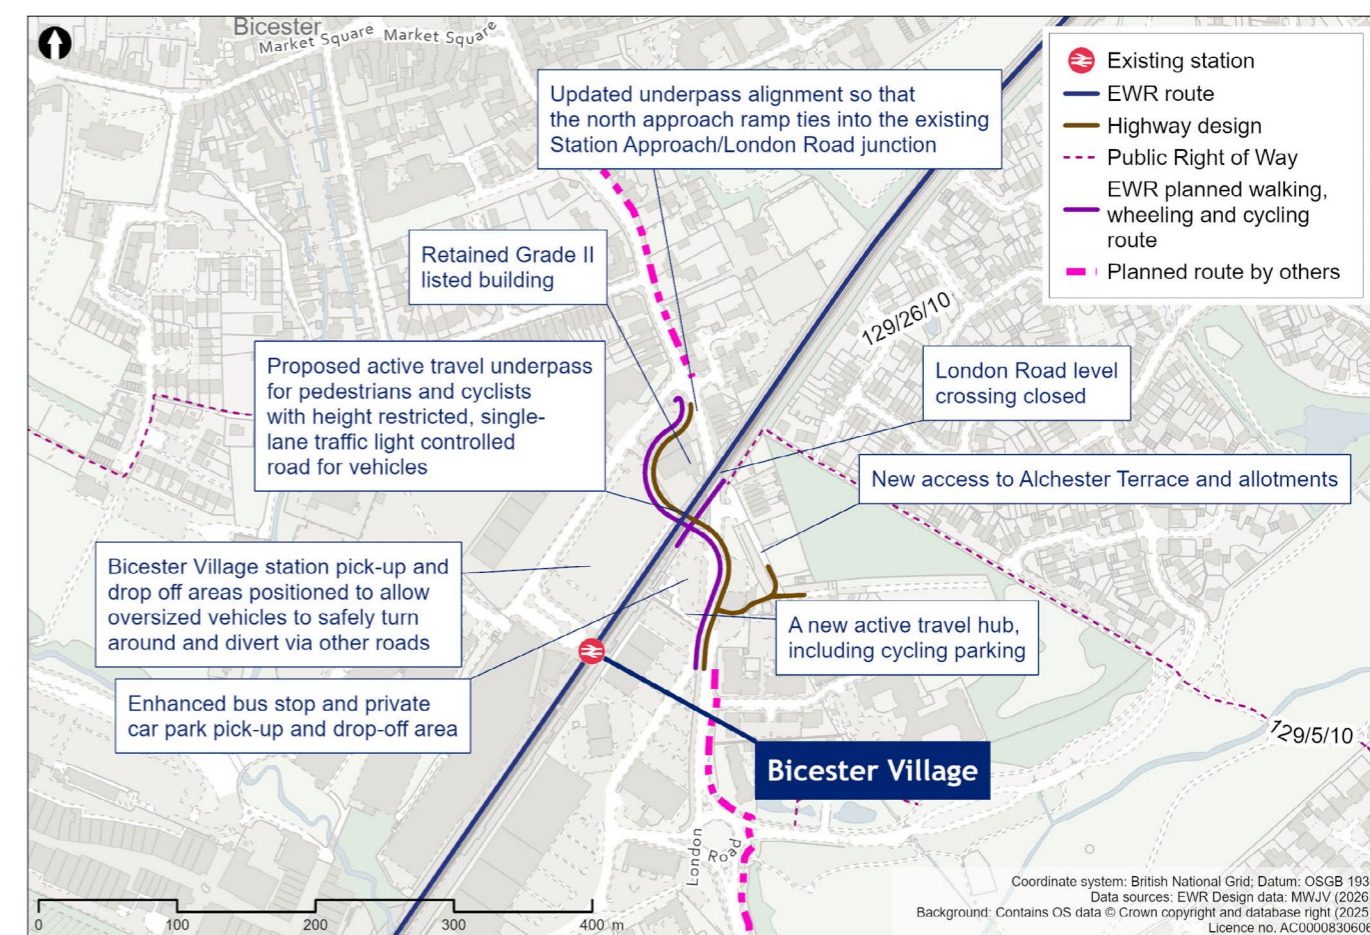 Bicester
Market Square
Market Square
Existing station
EWR route
Highway design
Public Right of Way
EWR planned walking,
wheeling and cycling
route
Planned route by others
Updated underpass alignment so that
the north approach ramp ties into the existing
Station Approach/London Road junction
Retained Grade II
listed building
129/26/10
Proposed active travel underpass
for pedestrians and cyclists
with height restricted, single-
lane traffic light controlled
road for vehicles
London Road level
crossing closed
New access to Alchester Terrace and allotments
Bicester Village station pick-up and
drop off areas positioned to allow
oversized vehicles to safely turn
around and divert via other roads
A new active travel hub,
including cycling parking
Enhanced bus stop and private
car park pick-up and drop-off area
129/5/10
Bicester Village
London
Road
0 100 200 300 400 m
Coordinate system: British National Grid; Datum: OSGB 193
Data sources: EWR Design data: MWJV (2026
Background: Contains OS data © Crown copyright and database right (2025
Licence no. AC0000830608